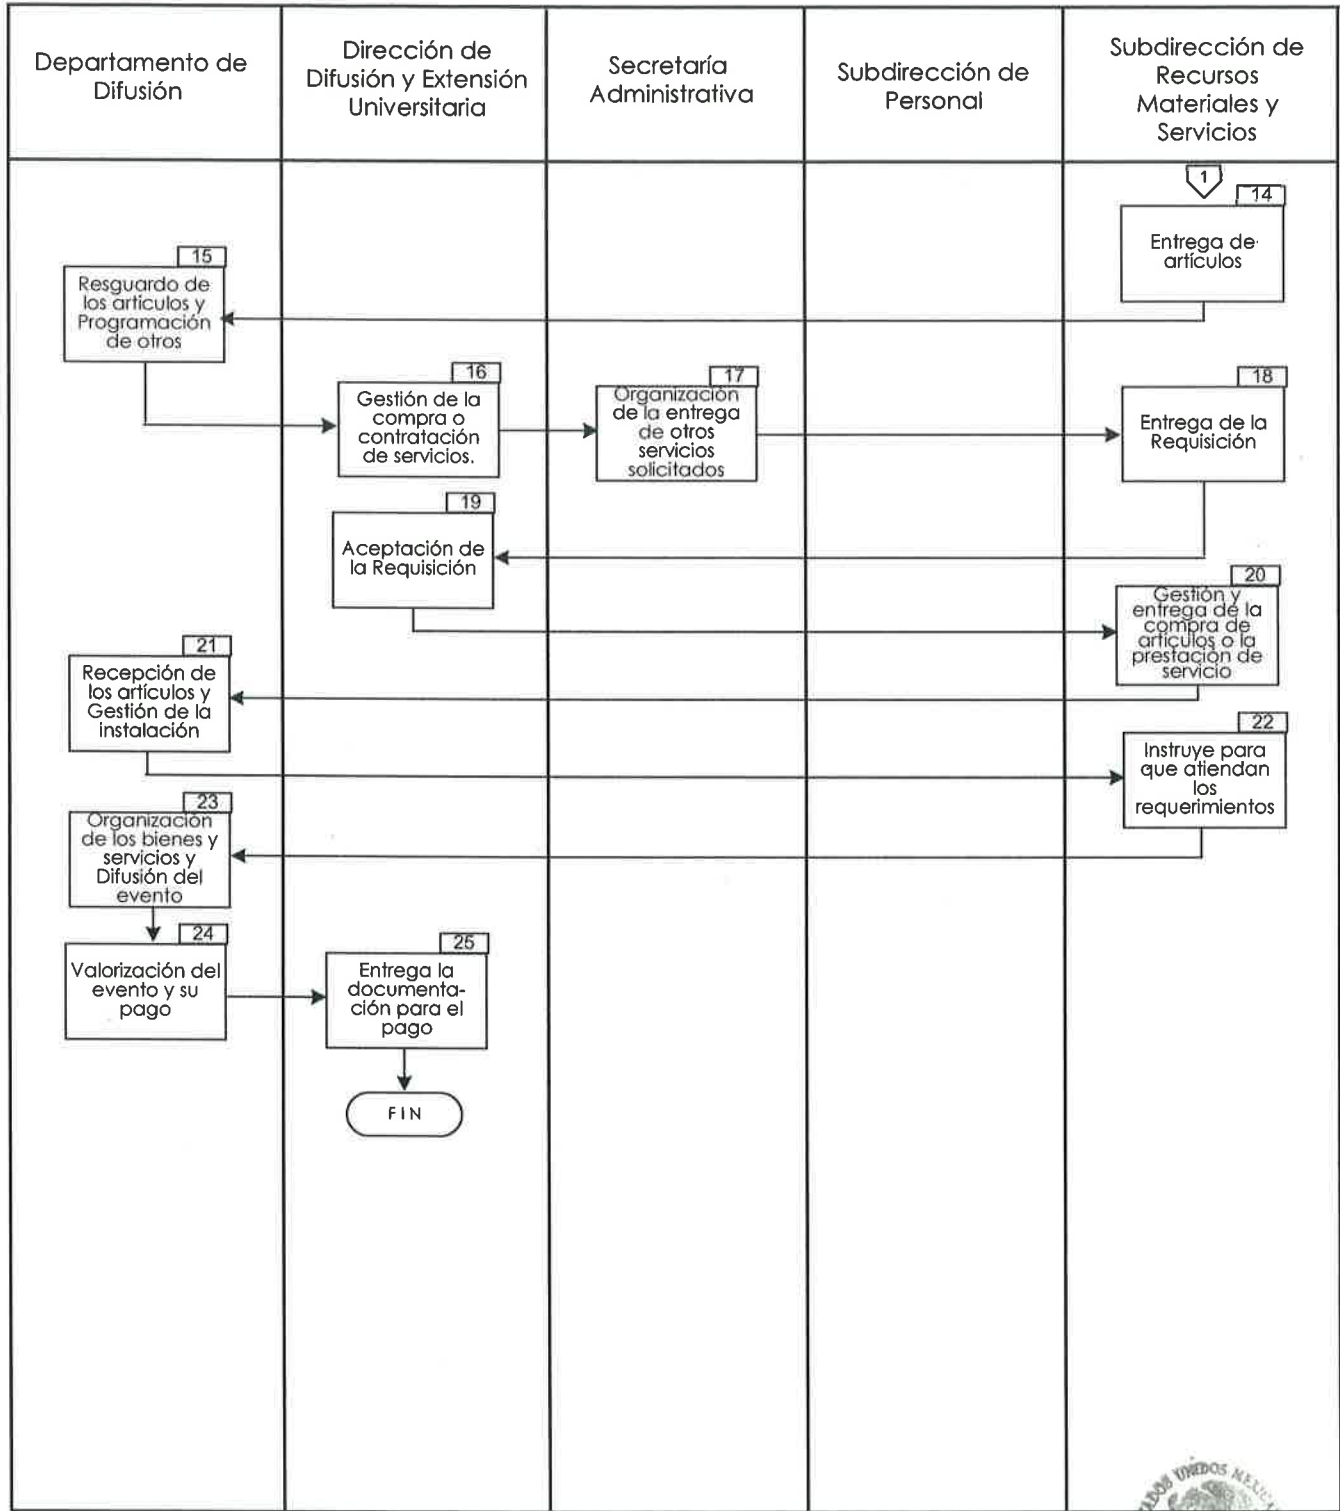 Departamento de
Difusión
Dirección de
Difusión y Extensión
Universitaria
Secretaría
Administrativa
Subdirección de
Personal
Subdirección de
Recursos
Materiales y
Servicios
1
14
Entrega de
artículos
15
Resguardo de
los artículos y
Programación
de otros
16
Gestión de la
compra o
contratación
de servicios.
17
Organización
de la entrega
de otros
servicios
solicitados
18
Entrega de la
Requisición
19
Aceptación de
la Requisición
20
Gestión y
entrega de la
compra de
artículos o la
prestación de
servicio
21
Recepción de
los artículos y
Gestión de la
instalación
22
Instruye para
que atiendan
los
requerimientos
23
Organización
de los bienes y
servicios y
Difusión del
evento
24
Valorización del
evento y su
pago
25
Entrega la
documenta-
ción para el
pago
FIN
UNIDOS